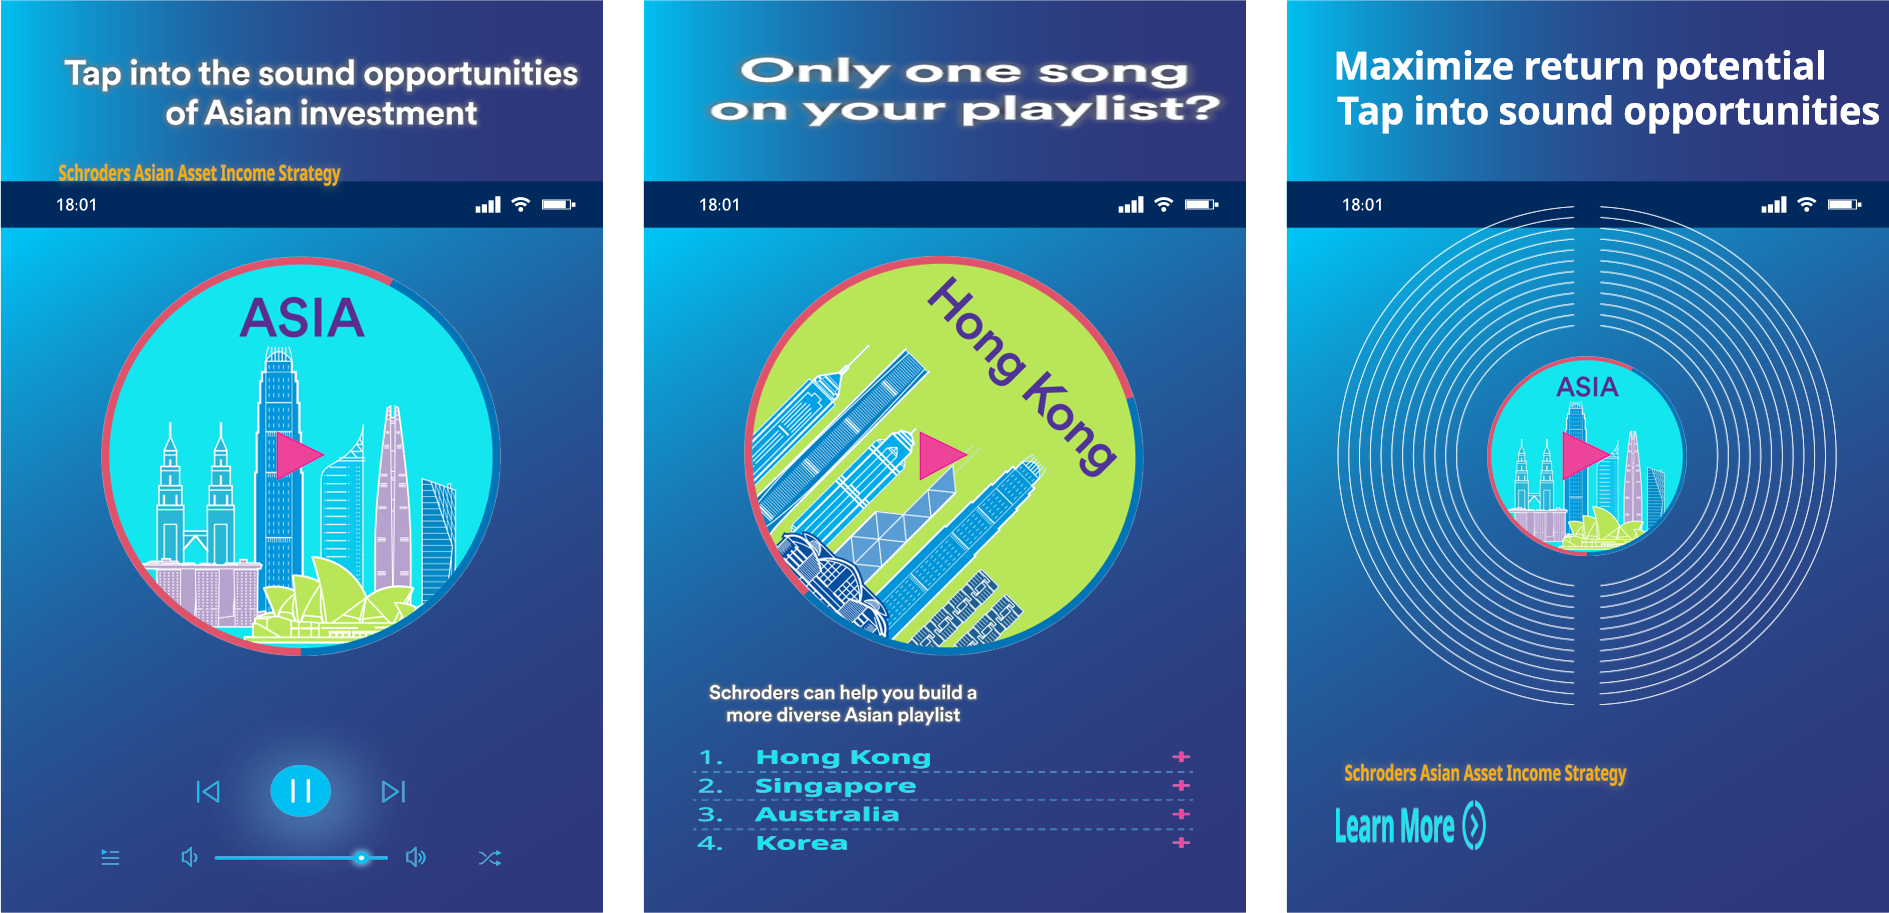 Tap into the sound opportunities
of Asian investment
Schroders Asian Asset Income Strategy
18:01
ASIA
Only one song
on your playlist?
18:01
Hong Kong
Schroders can help you build a
more diverse Asian playlist
1. Hong Kong +
2. Singapore +
3. Australia +
4. Korea +
Maximize return potential
Tap into sound opportunities
18:01
ASIA
Schroders Asian Asset Income Strategy
Learn More